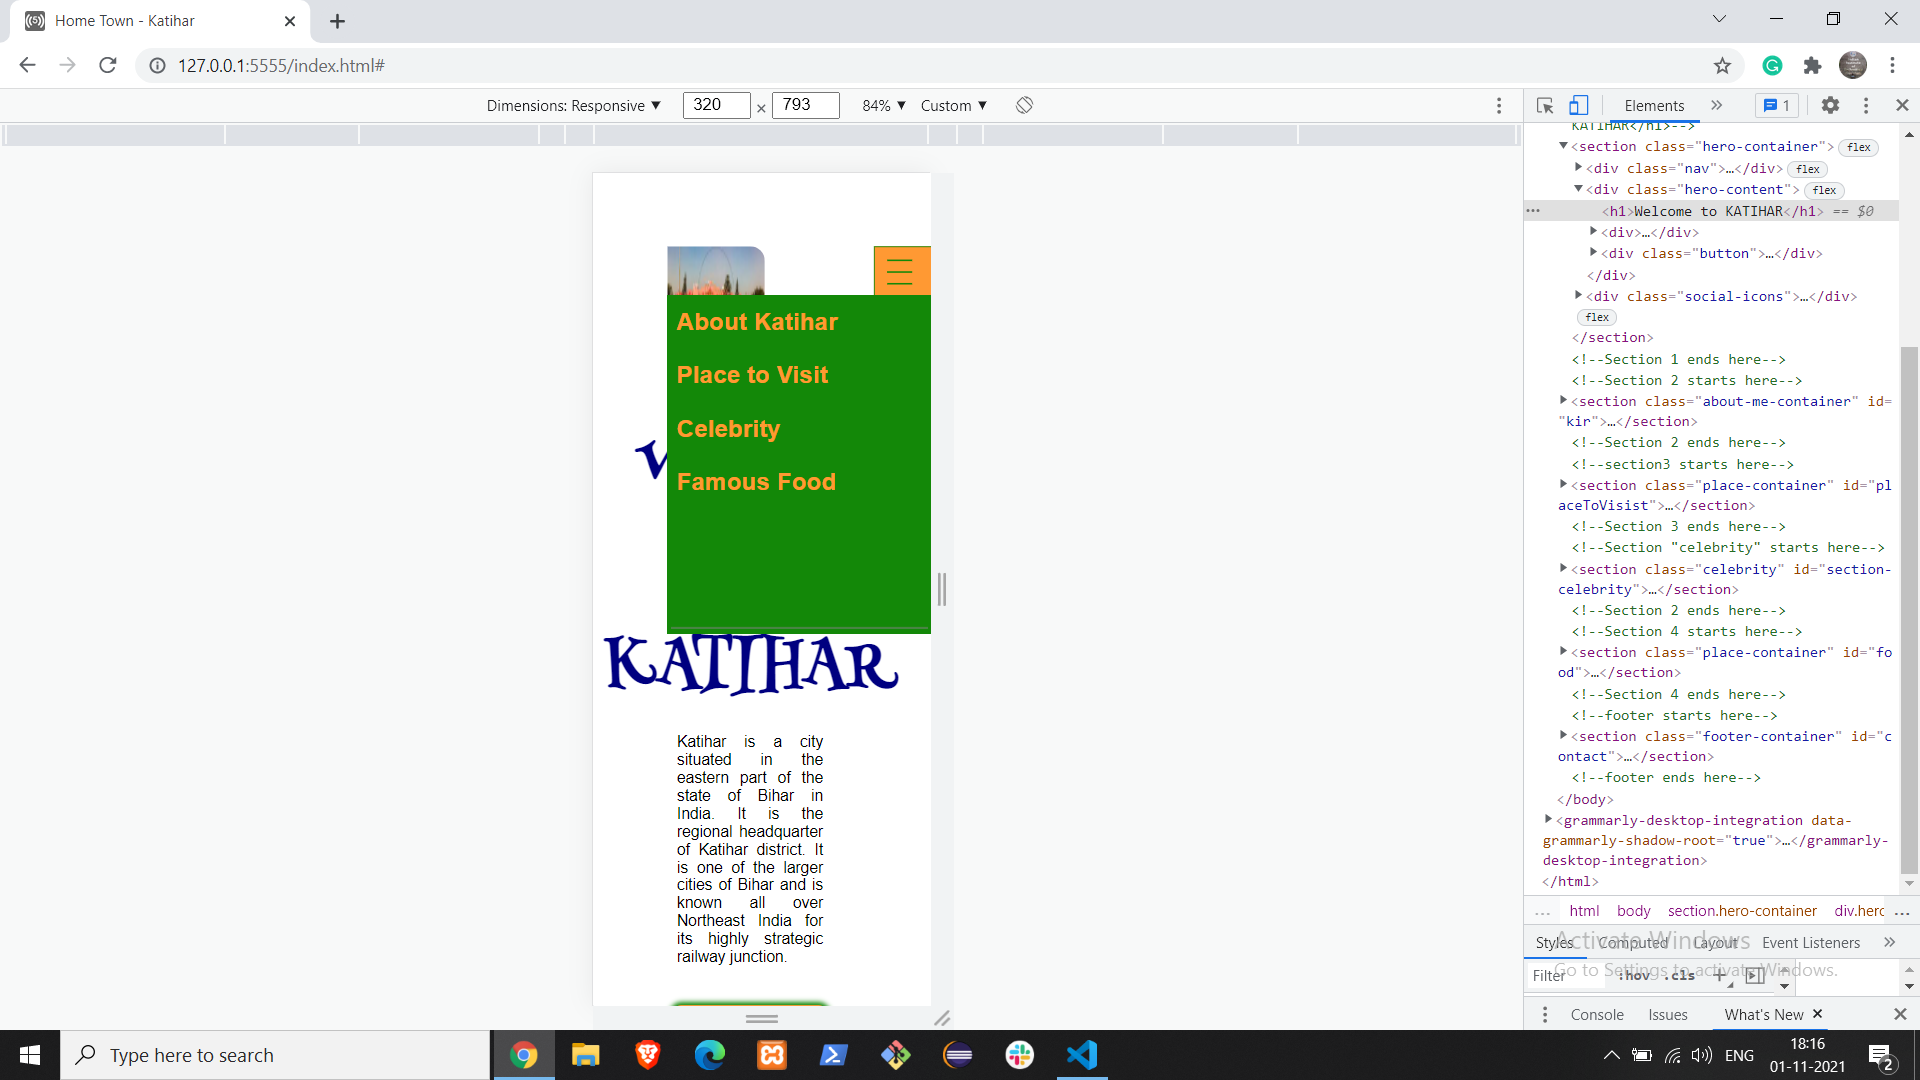 Home Town - Katihar
127.0.0.1:5555/index.html#
Dimensions: Responsive ▼ 320 × 793 84% ▼ Custom ▼
Elements » 1
KATIHAR</h1>-->
▼<section class="hero-container"> flex
▶<div class="nav">…</div> flex
▼<div class="hero-content"> flex
<h1>Welcome to KATIHAR</h1> == $0
▶<div>…</div>
▶<div class="button">…</div>
</div>
▶<div class="social-icons">…</div>
flex
</section>
<!--Section 1 ends here-->
<!--Section 2 starts here-->
▶<section class="about-me-container" id=
"kir">…</section>
<!--Section 2 ends here-->
<!--section3 starts here-->
▶<section class="place-container" id="pl
aceToVisist">…</section>
<!--Section 3 ends here-->
<!--Section "celebrity" starts here-->
▶<section class="celebrity" id="section-
celebrity">…</section>
<!--Section 2 ends here-->
<!--Section 4 starts here-->
▶<section class="place-container" id="fo
od">…</section>
<!--Section 4 ends here-->
<!--footer starts here-->
▶<section class="footer-container" id="c
ontact">…</section>
<!--footer ends here-->
</body>
▶<grammarly-desktop-integration data-
grammarly-shadow-root="true">…</grammarly-
desktop-integration>
</html>
… html body section.hero-container div.herc …
Styles Computed Layout Event Listeners »
Activate Windows
Go to Settings to activate Windows.
Filter :hov .cls +
Console Issues What's New ×
About Katihar
Place to Visit
Celebrity
Famous Food
KATIHAR
Katihar is a city
situated in the
eastern part of the
state of Bihar in
India. It is the
regional headquarter
of Katihar district. It
is one of the larger
cities of Bihar and is
known all over
Northeast India for
its highly strategic
railway junction.
Type here to search
ENG
18:16
01-11-2021
2